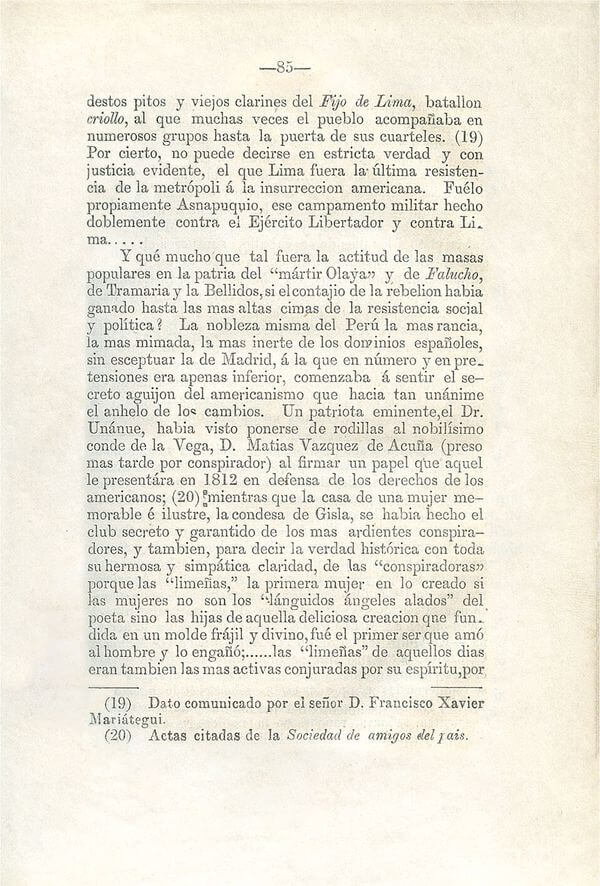 —85—
destos pitos y viejos clarines del Fijo de Lima, batallon
criollo, al que muchas veces el pueblo acompañaba en
numerosos grupos hasta la puerta de sus cuarteles. (19)
Por cierto, no puede decirse en estricta verdad y con
justicia evidente, el que Lima fuera la última resisten-
cia de la metrópoli á la insurreccion americana. Fuélo
propiamente Asnapuquio, ese campamento militar hecho
doblemente contra el Ejército Libertador y contra Li-
ma.....
Y qué mucho que tal fuera la actitud de las masas
populares en la patria del “mártir Olaya” y de Falucho,
de Tramaria y la Bellidos, si el contajio de la rebelion habia
ganado hasta las mas altas cimas de la resistencia social
y política? La nobleza misma del Perú la mas rancia,
la mas mimada, la mas inerte de los dominios españoles,
sin esceptuar la de Madrid, á la que en número y en pre-
tensiones era apenas inferior, comenzaba á sentir el se-
creto aguijon del americanismo que hacia tan unánime
el anhelo de los cambios. Un patriota eminente, el Dr.
Unánue, habia visto ponerse de rodillas al nobilísimo
conde de la Vega, D. Matias Vazquez de Acuña (preso
mas tarde por conspirador) al firmar un papel que aquel
le presentára en 1812 en defensa de los derechos de los
americanos; (20) mientras que la casa de una mujer me-
morable é ilustre, la condesa de Gisla, se habia hecho el
club secreto y garantido de los mas ardientes conspira-
dores, y tambien, para decir la verdad histórica con toda
su hermosa y simpática claridad, de las “conspiradoras”
porque las “limeñas,” la primera mujer en lo creado si
las mujeres no son los “lánguidos ángeles alados” del
poeta sino las hijas de aquella deliciosa creacion que fun-
dida en un molde frájil y divino, fué el primer ser que amó
al hombre y lo engañó;......las “limeñas” de aquellos dias
eran tambien las mas activas conjuradas por su espíritu, por
(19) Dato comunicado por el señor D. Francisco Xavier
Mariátegui.
(20) Actas citadas de la Sociedad de amigos del pais.